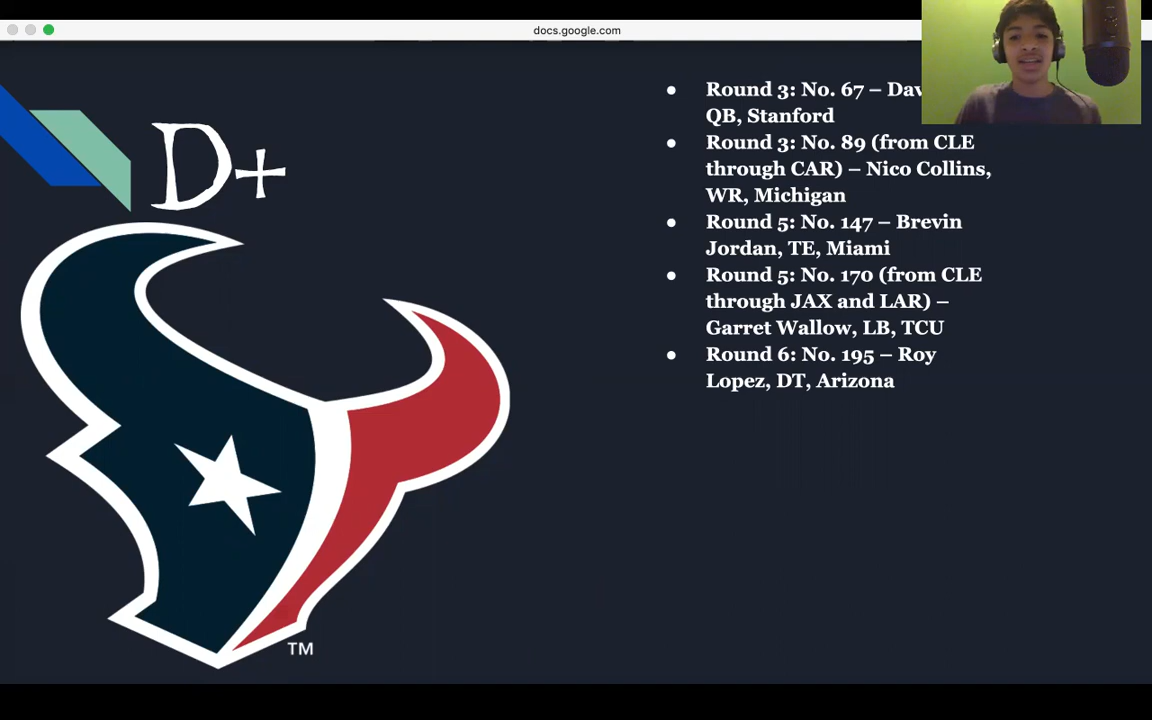 docs.google.com
D+
Round 3: No. 67 –
QB, Stanford
Round 3: No. 89 (from CLE
through CAR) – Nico Collins,
WR, Michigan
Round 5: No. 147 – Brevin
Jordan, TE, Miami
Round 5: No. 170 (from CLE
through JAX and LAR) –
Garret Wallow, LB, TCU
Round 6: No. 195 – Roy
Lopez, DT, Arizona
TM